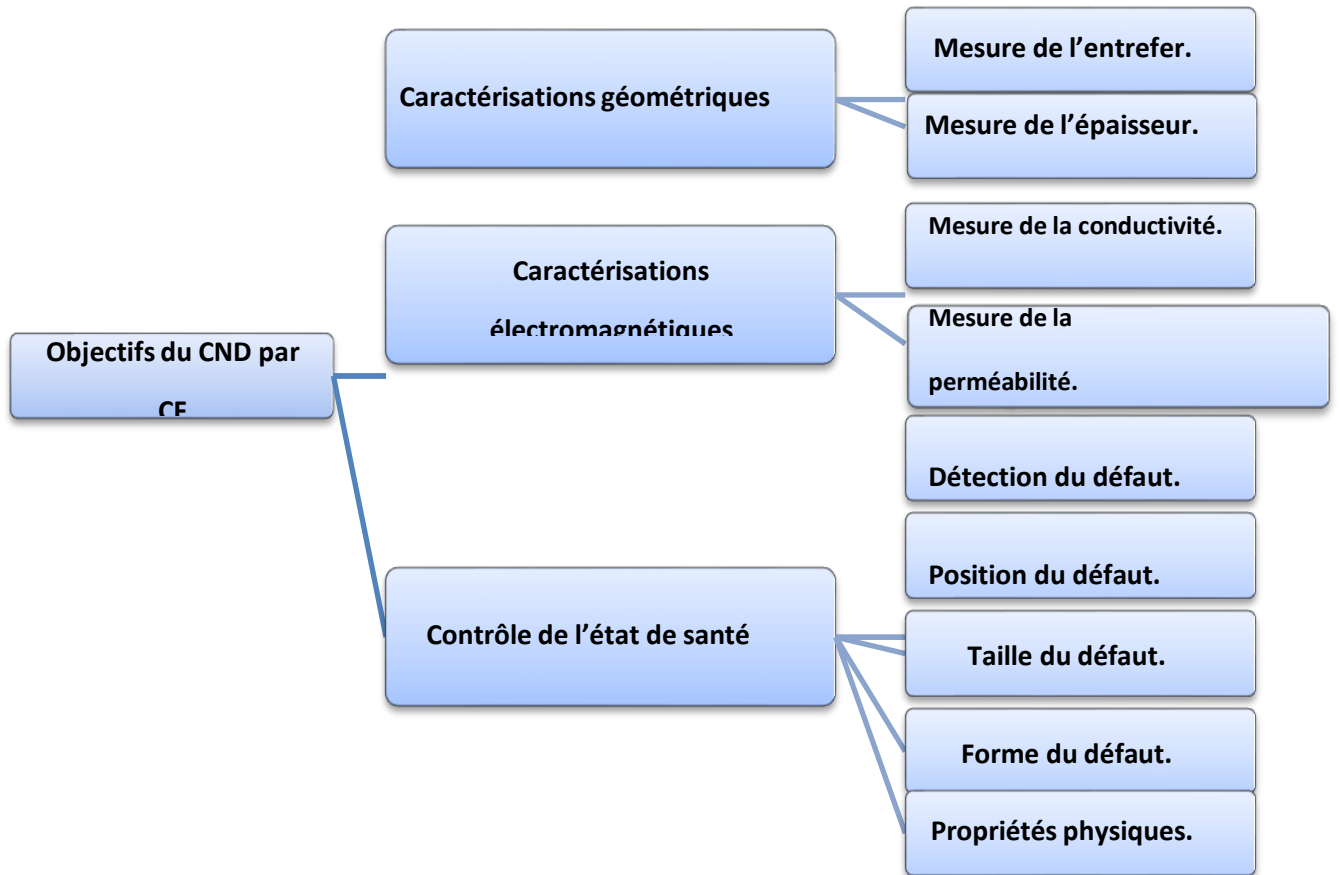 Objectifs du CND par
CF
Caractérisations géométriques
Mesure de l’entrefer.
Mesure de l’épaisseur.
Caractérisations
électromagnétiques
Mesure de la conductivité.
Mesure de la
perméabilité.
Contrôle de l’état de santé
Détection du défaut.
Position du défaut.
Taille du défaut.
Forme du défaut.
Propriétés physiques.